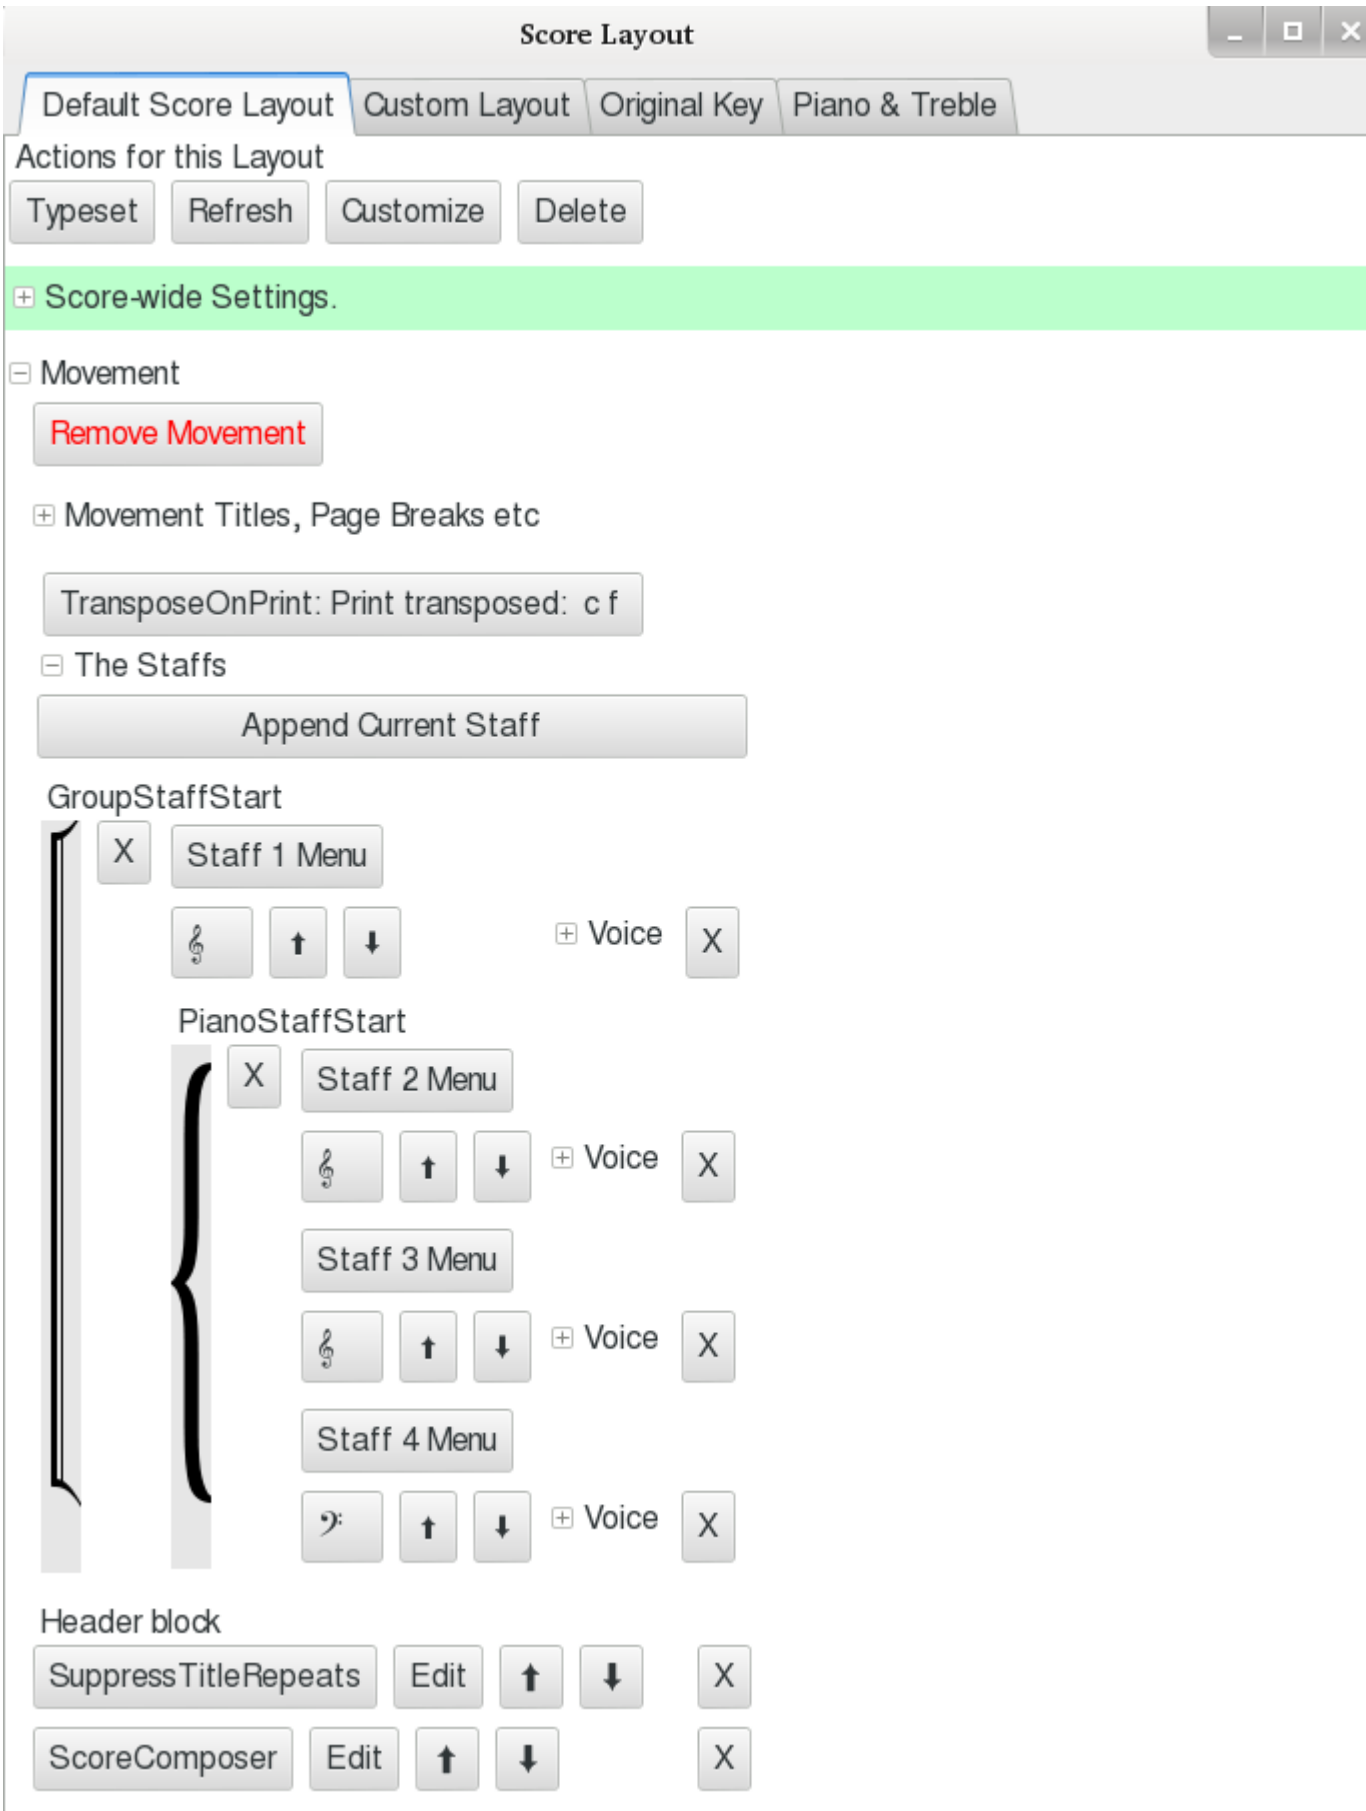 Score Layout
Default Score Layout Custom Layout Original Key Piano & Treble
Actions for this Layout
Typeset Refresh Customize Delete
Score-wide Settings.
Movement
Remove Movement
Movement Titles, Page Breaks etc
TransposeOnPrint: Print transposed: c f
The Staffs
Append Current Staff
GroupStaffStart
X Staff 1 Menu
Voice X
PianoStaffStart
X Staff 2 Menu
Voice X
Staff 3 Menu
Voice X
Staff 4 Menu
Voice X
Header block
SuppressTitleRepeats Edit X
ScoreComposer Edit X